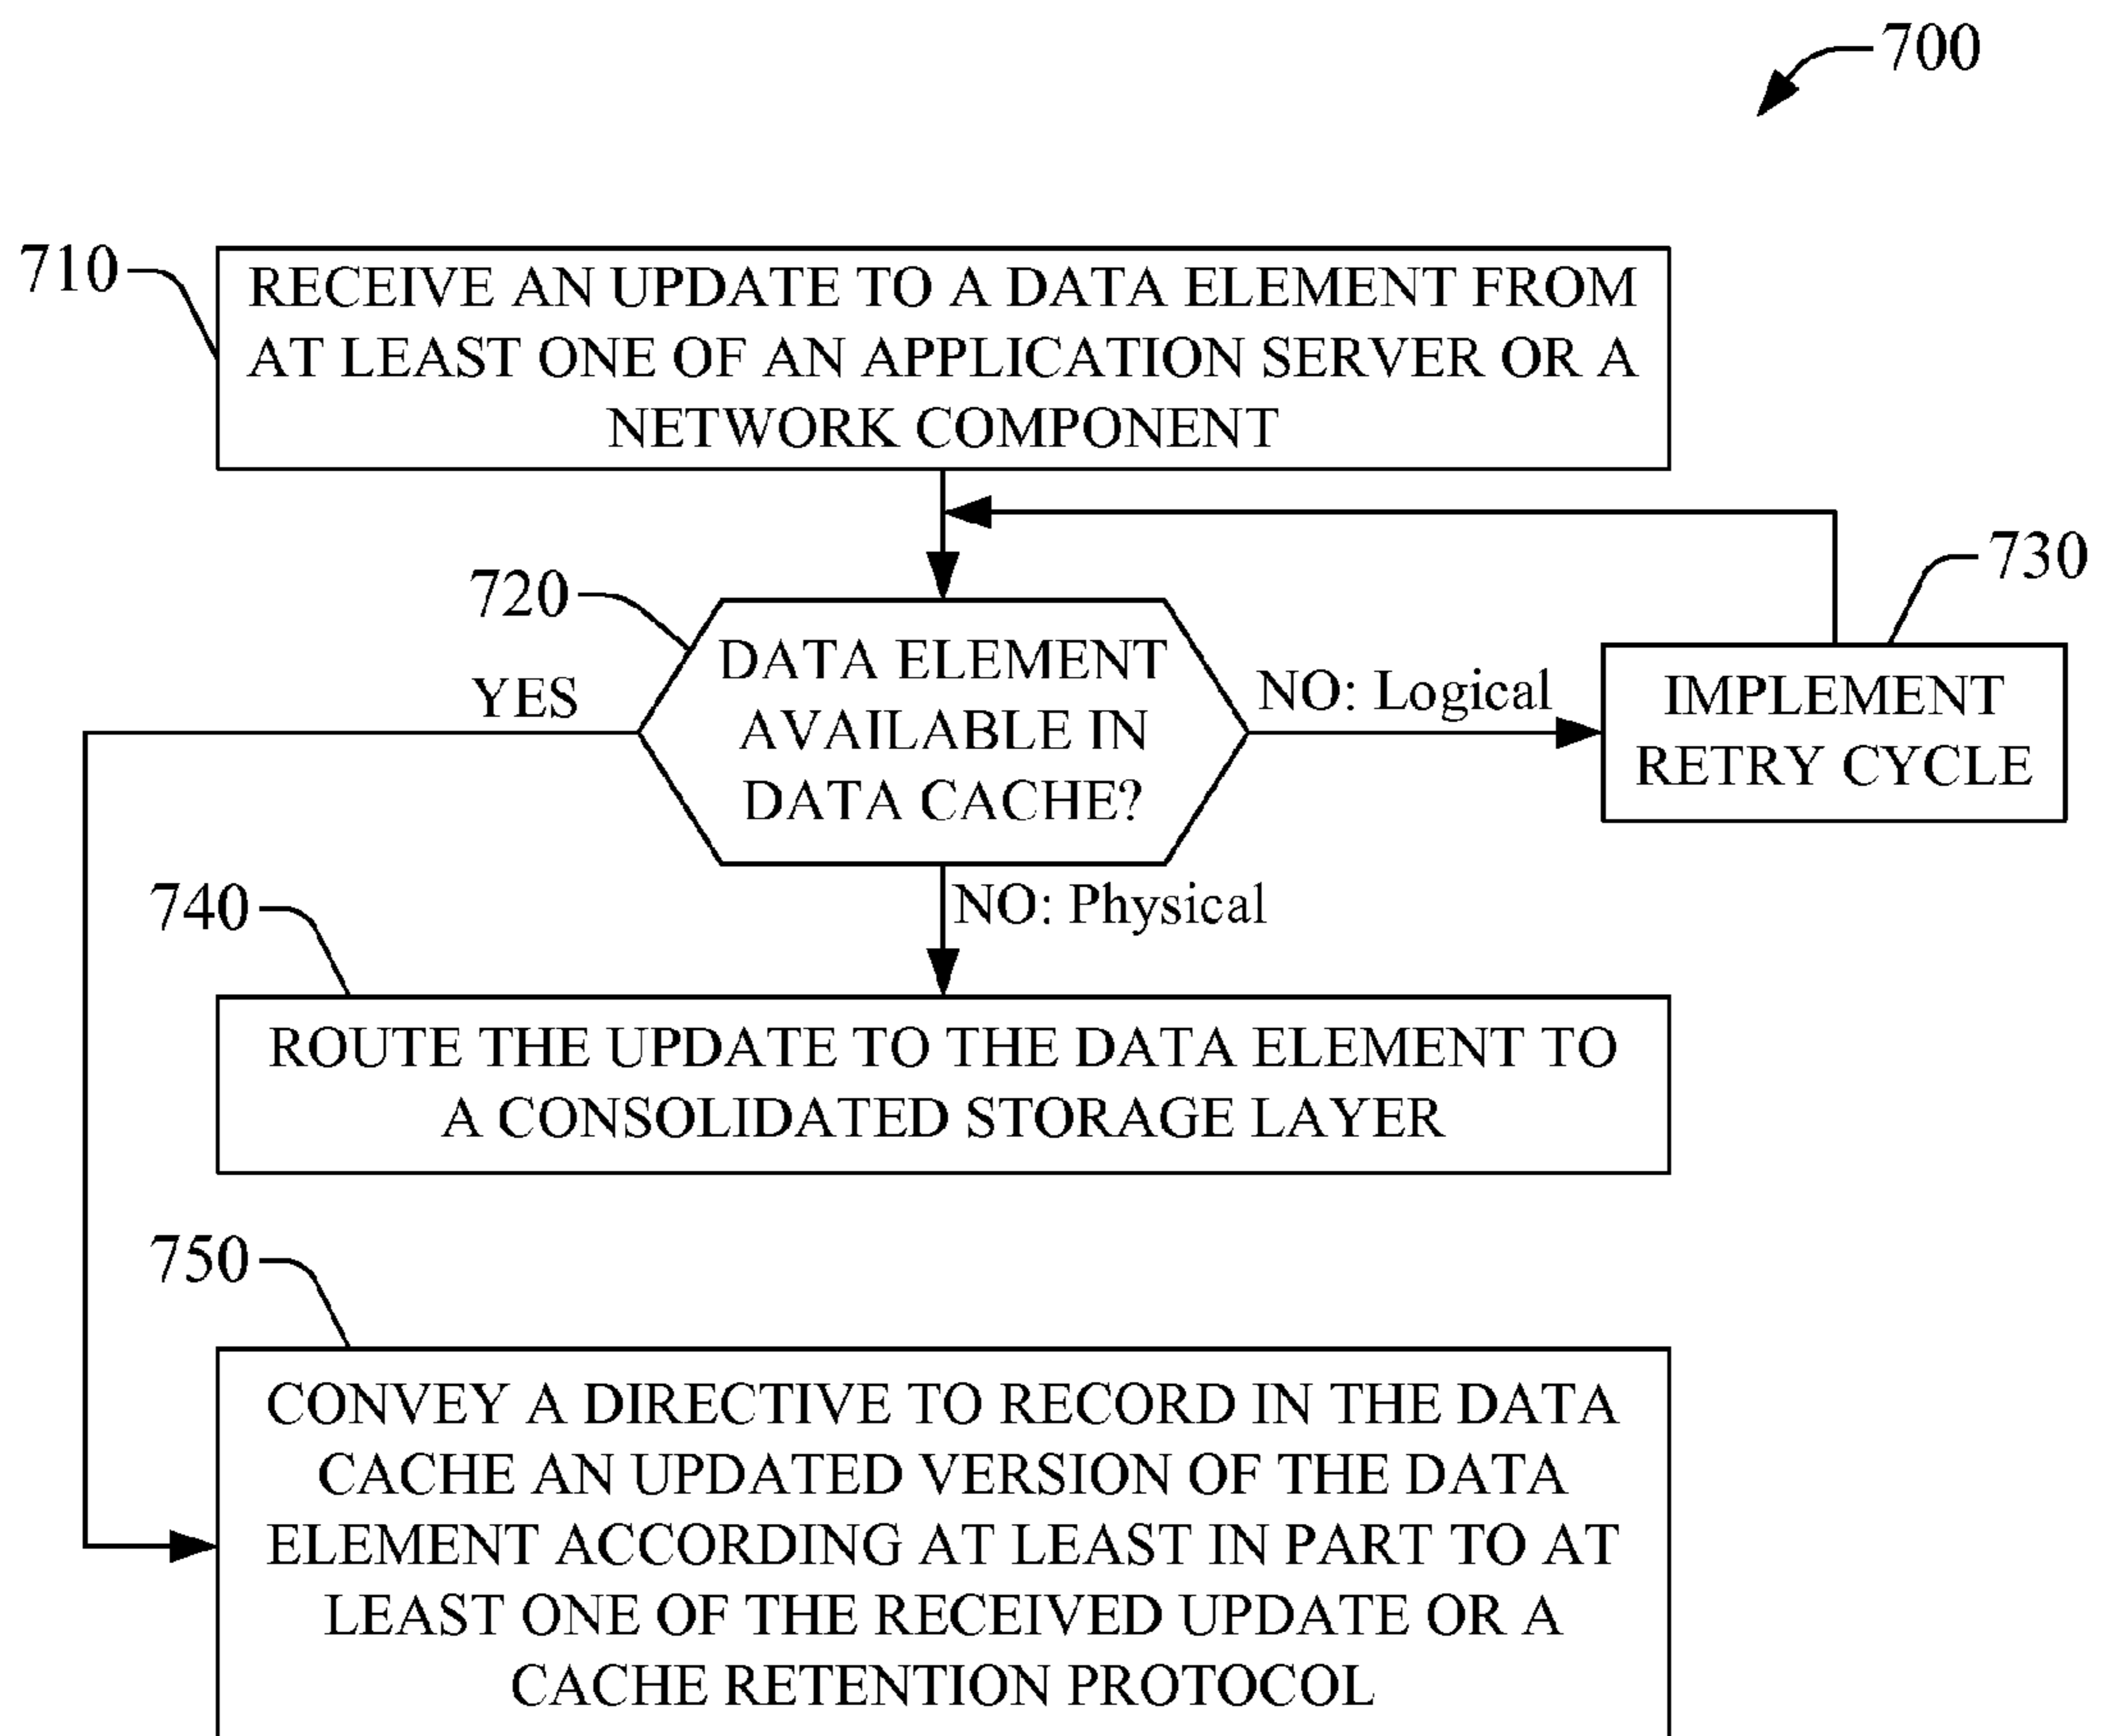 700
710
RECEIVE AN UPDATE TO A DATA ELEMENT FROM
AT LEAST ONE OF AN APPLICATION SERVER OR A
NETWORK COMPONENT
730
720
DATA ELEMENT
AVAILABLE IN
DATA CACHE?
YES
NO: Logical
IMPLEMENT
RETRY CYCLE
NO: Physical
740
ROUTE THE UPDATE TO THE DATA ELEMENT TO
A CONSOLIDATED STORAGE LAYER
750
CONVEY A DIRECTIVE TO RECORD IN THE DATA
CACHE AN UPDATED VERSION OF THE DATA
ELEMENT ACCORDING AT LEAST IN PART TO AT
LEAST ONE OF THE RECEIVED UPDATE OR A
CACHE RETENTION PROTOCOL